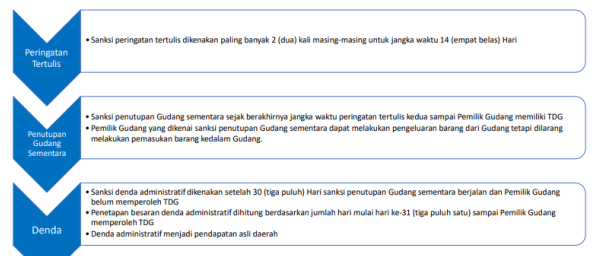 Peringatan
Tertulis
• Sanksi peringatan tertulis dikenakan paling banyak 2 (dua) kali masing-masing untuk jangka waktu 14 (empat belas) Hari
Penutupan
Gudang
Sementara
• Sanksi penutupan Gudang sementara sejak berakhirnya jangka waktu peringatan tertulis kedua sampai Pemilik Gudang memiliki TDG
• Pemilik Gudang yang dikenai sanksi penutupan Gudang sementara dapat melakukan pengeluaran barang dari Gudang tetapi dilarang
melakukan pemasukan barang kedalam Gudang.
Denda
• Sanksi denda administratif dikenakan setelah 30 (tiga puluh) Hari sanksi penutupan Gudang sementara berjalan dan Pemilik Gudang
belum memperoleh TDG
• Penetapan besaran denda administratif dihitung berdasarkan jumlah hari mulai hari ke-31 (tiga puluh satu) sampai Pemilik Gudang
memperoleh TDG
• Denda administratif menjadi pendapatan asli daerah